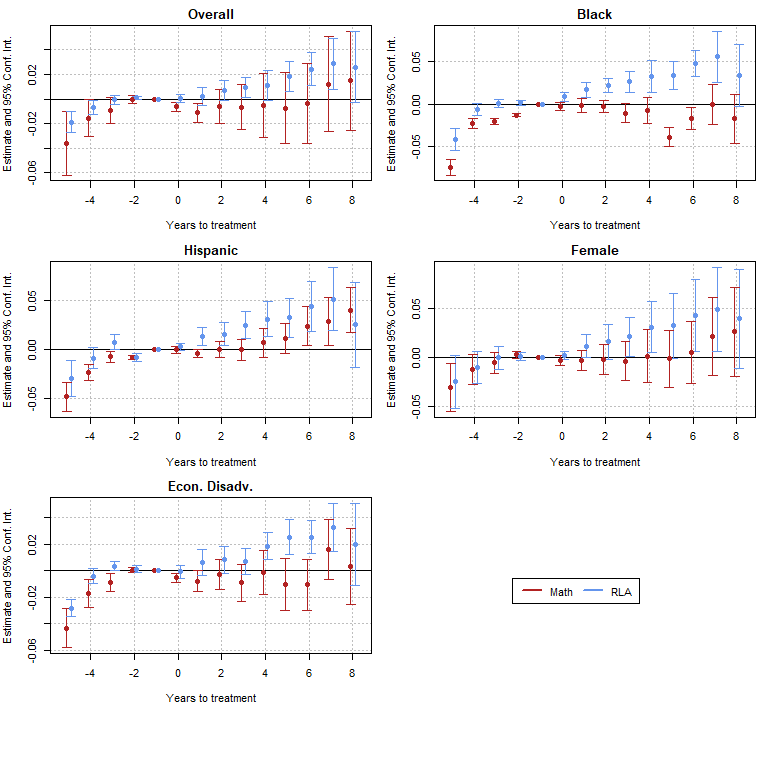 Overall
Estimate and 95% Conf. Int.
0.02
-0.02
-0.06
-4 -2 0 2 4 6 8
Years to treatment
Black
Estimate and 95% Conf. Int.
0.05
0.00
-0.05
-4 -2 0 2 4 6 8
Years to treatment
Hispanic
Estimate and 95% Conf. Int.
0.05
0.00
-0.05
-4 -2 0 2 4 6 8
Years to treatment
Female
Estimate and 95% Conf. Int.
0.05
0.00
-0.05
-4 -2 0 2 4 6 8
Years to treatment
Econ. Disadv.
Estimate and 95% Conf. Int.
0.02
-0.02
-0.06
-4 -2 0 2 4 6 8
Years to treatment
Math RLA